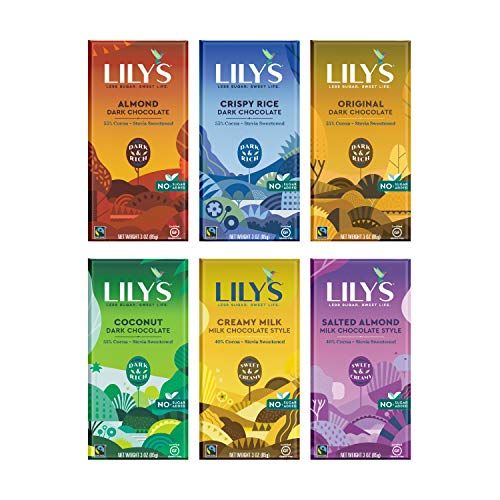 LILY'S
LESS SUGAR. SWEET LIFE.
ALMOND
DARK CHOCOLATE
55% Cocoa - Stevia Sweetened
DARK & RICH
NO SUGAR ADDED
NET WEIGHT 3 OZ (85g)
GF
LILY'S
LESS SUGAR. SWEET LIFE.
CRISPY RICE
DARK CHOCOLATE
55% Cocoa - Stevia Sweetened
DARK & RICH
NO SUGAR ADDED
NET WEIGHT 3 OZ (85g)
GF
LILY'S
LESS SUGAR. SWEET LIFE.
ORIGINAL
DARK CHOCOLATE
55% Cocoa - Stevia Sweetened
DARK & RICH
NO SUGAR ADDED
NET WEIGHT 3 OZ (85g)
GF
LILY'S
LESS SUGAR. SWEET LIFE.
COCONUT
DARK CHOCOLATE
55% Cocoa - Stevia Sweetened
DARK & RICH
NO SUGAR ADDED
NET WEIGHT 3 OZ (85g)
GF
LILY'S
LESS SUGAR. SWEET LIFE.
CREAMY MILK
MILK CHOCOLATE STYLE
40% Cocoa - Stevia Sweetened
SWEET & CREAMY
NO SUGAR ADDED
NET WEIGHT 3 OZ (85g)
GF
LILY'S
LESS SUGAR. SWEET LIFE.
SALTED ALMOND
MILK CHOCOLATE STYLE
40% Cocoa - Stevia Sweetened
SWEET & CREAMY
NO SUGAR ADDED
NET WEIGHT 3 OZ (85g)
GF